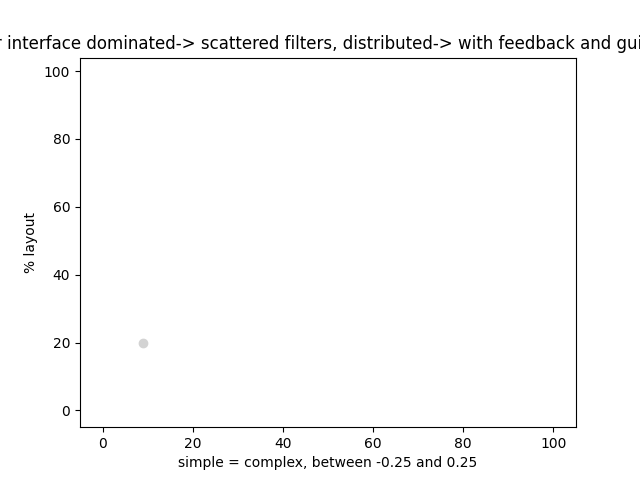 interface dominated-> scattered filters, distributed-> with feedback and
100
80
60
40
20
0
% layout
0 20 40 60 80 100
simple = complex, between -0.25 and 0.25